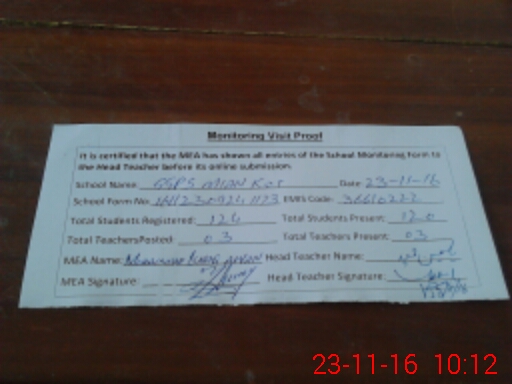 Monitoring Visit Proof
It is certified that the MEA has shown all entries of the School Monitoring Form to
the Head Teacher before its online submission.
School Name: GGPS MIAN KOT Date: 23-11-16
School Form No. EMIS Code:
Total Students Registered: 124 Total Students Present: 120
Total TeachersPosted: 03 Total Teachers Present: 03
MEA Name: Head Teacher Name:
MEA Signature: Head Teacher Signature:
23-11-16 10:12